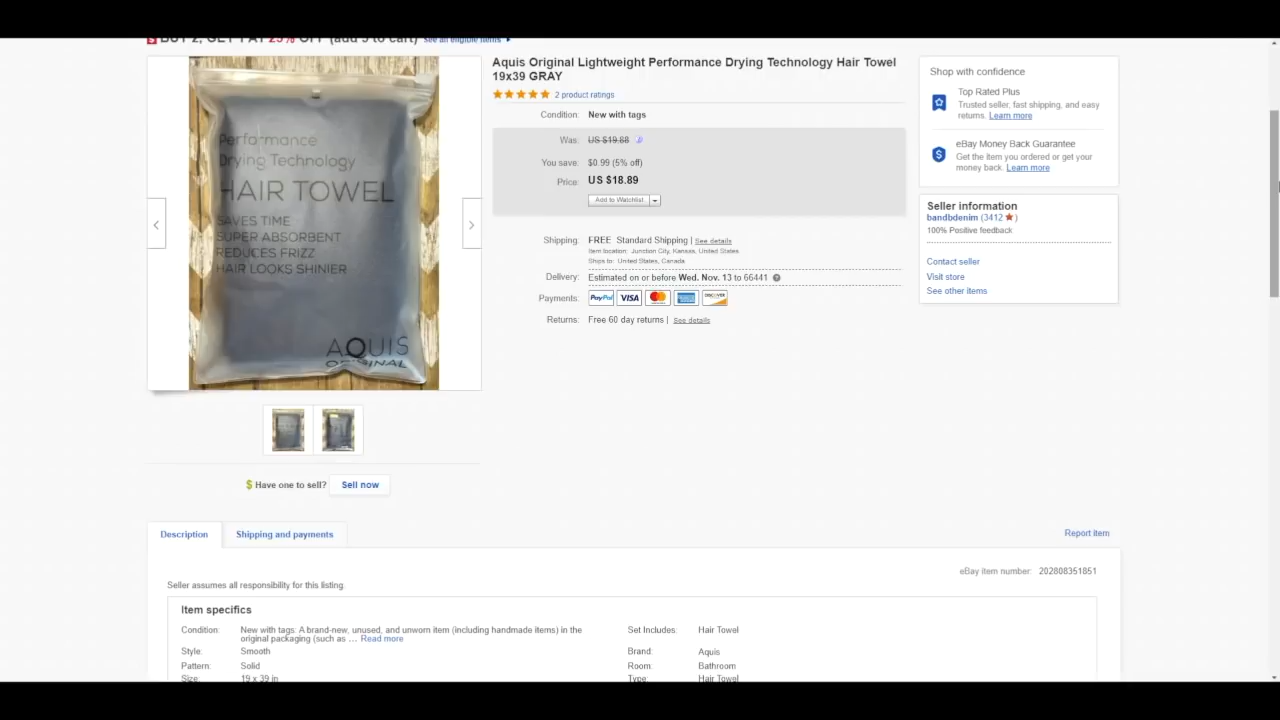 BUY 2, GET 1 AT 25% OFF (add 3 to cart) See all eligible items
Aquis Original Lightweight Performance Drying Technology Hair Towel
19x39 GRAY
2 product ratings
Condition: New with tags
Was: US $19.88
You save: $0.99 (5% off)
Price: US $18.89
Add to Watchlist
Shipping: FREE Standard Shipping | See details
Item location: Junction City, Kansas, United States
Ships to: United States, Canada
Delivery: Estimated on or before Wed. Nov. 13 to 66441
Payments: PayPal VISA MasterCard DISCOVER
Returns: Free 60 day returns | See details
Shop with confidence
Top Rated Plus
Trusted seller, fast shipping, and easy
returns. Learn more
eBay Money Back Guarantee
Get the item you ordered or get your
money back. Learn more
Seller information
bandbdenim (3412 )
100% Positive feedback
Contact seller
Visit store
See other items
Performance
Drying Technology
HAIR TOWEL
SAVES TIME
SUPER ABSORBENT
REDUCES FRIZZ
HAIR LOOKS SHINIER
AQUIS
ORIGINAL
$ Have one to sell? Sell now
Description
Shipping and payments
Report item
eBay item number: 202808351851
Seller assumes all responsibility for this listing.
Item specifics
Condition: New with tags: A brand-new, unused, and unworn item (including handmade items) in the
original packaging (such as ... Read more
Set Includes: Hair Towel
Style: Smooth
Brand: Aquis
Pattern: Solid
Room: Bathroom
Size: 19 x 39 in
Type: Hair Towel